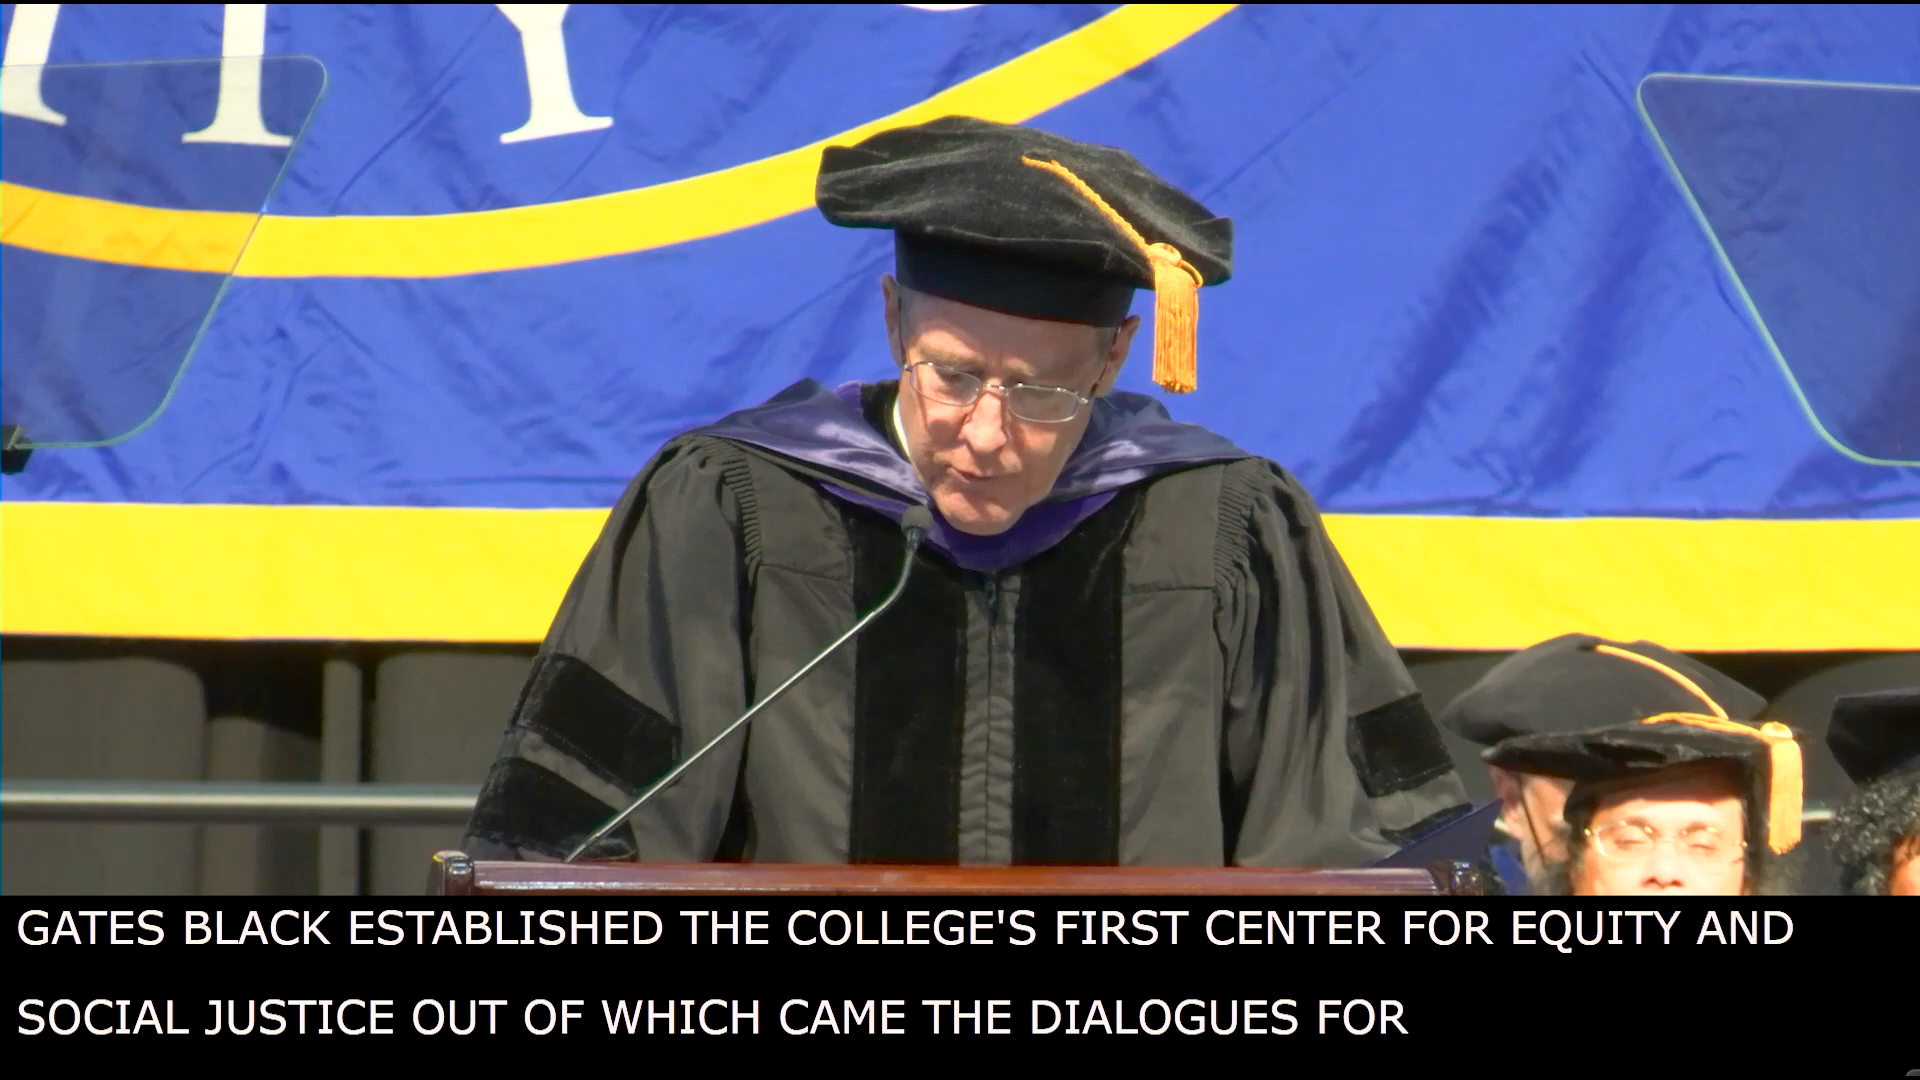 ITY
GATES BLACK ESTABLISHED THE COLLEGE'S FIRST CENTER FOR EQUITY AND
SOCIAL JUSTICE OUT OF WHICH CAME THE DIALOGUES FOR